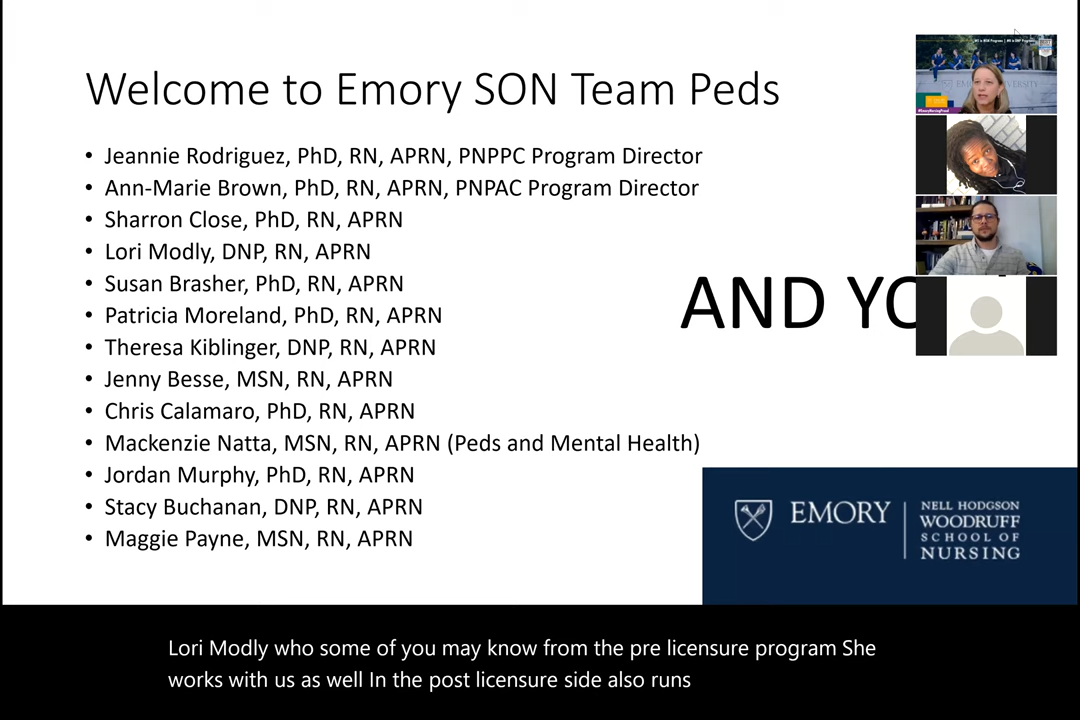 Welcome to Emory SON Team Peds
• Jeannie Rodriguez, PhD, RN, APRN, PNPPC Program Director
• Ann-Marie Brown, PhD, RN, APRN, PNPAC Program Director
• Sharron Close, PhD, RN, APRN
• Lori Modly, DNP, RN, APRN
• Susan Brasher, PhD, RN, APRN
• Patricia Moreland, PhD, RN, APRN
• Theresa Kiblinger, DNP, RN, APRN
• Jenny Besse, MSN, RN, APRN
• Chris Calamaro, PhD, RN, APRN
• Mackenzie Natta, MSN, RN, APRN (Peds and Mental Health)
• Jordan Murphy, PhD, RN, APRN
• Stacy Buchanan, DNP, RN, APRN
• Maggie Payne, MSN, RN, APRN
AND YO
EMORY
NELL HODGSON
WOODRUFF
SCHOOL OF
NURSING
Lori Modly who some of you may know from the pre licensure program She
works with us as well In the post licensure side also runs